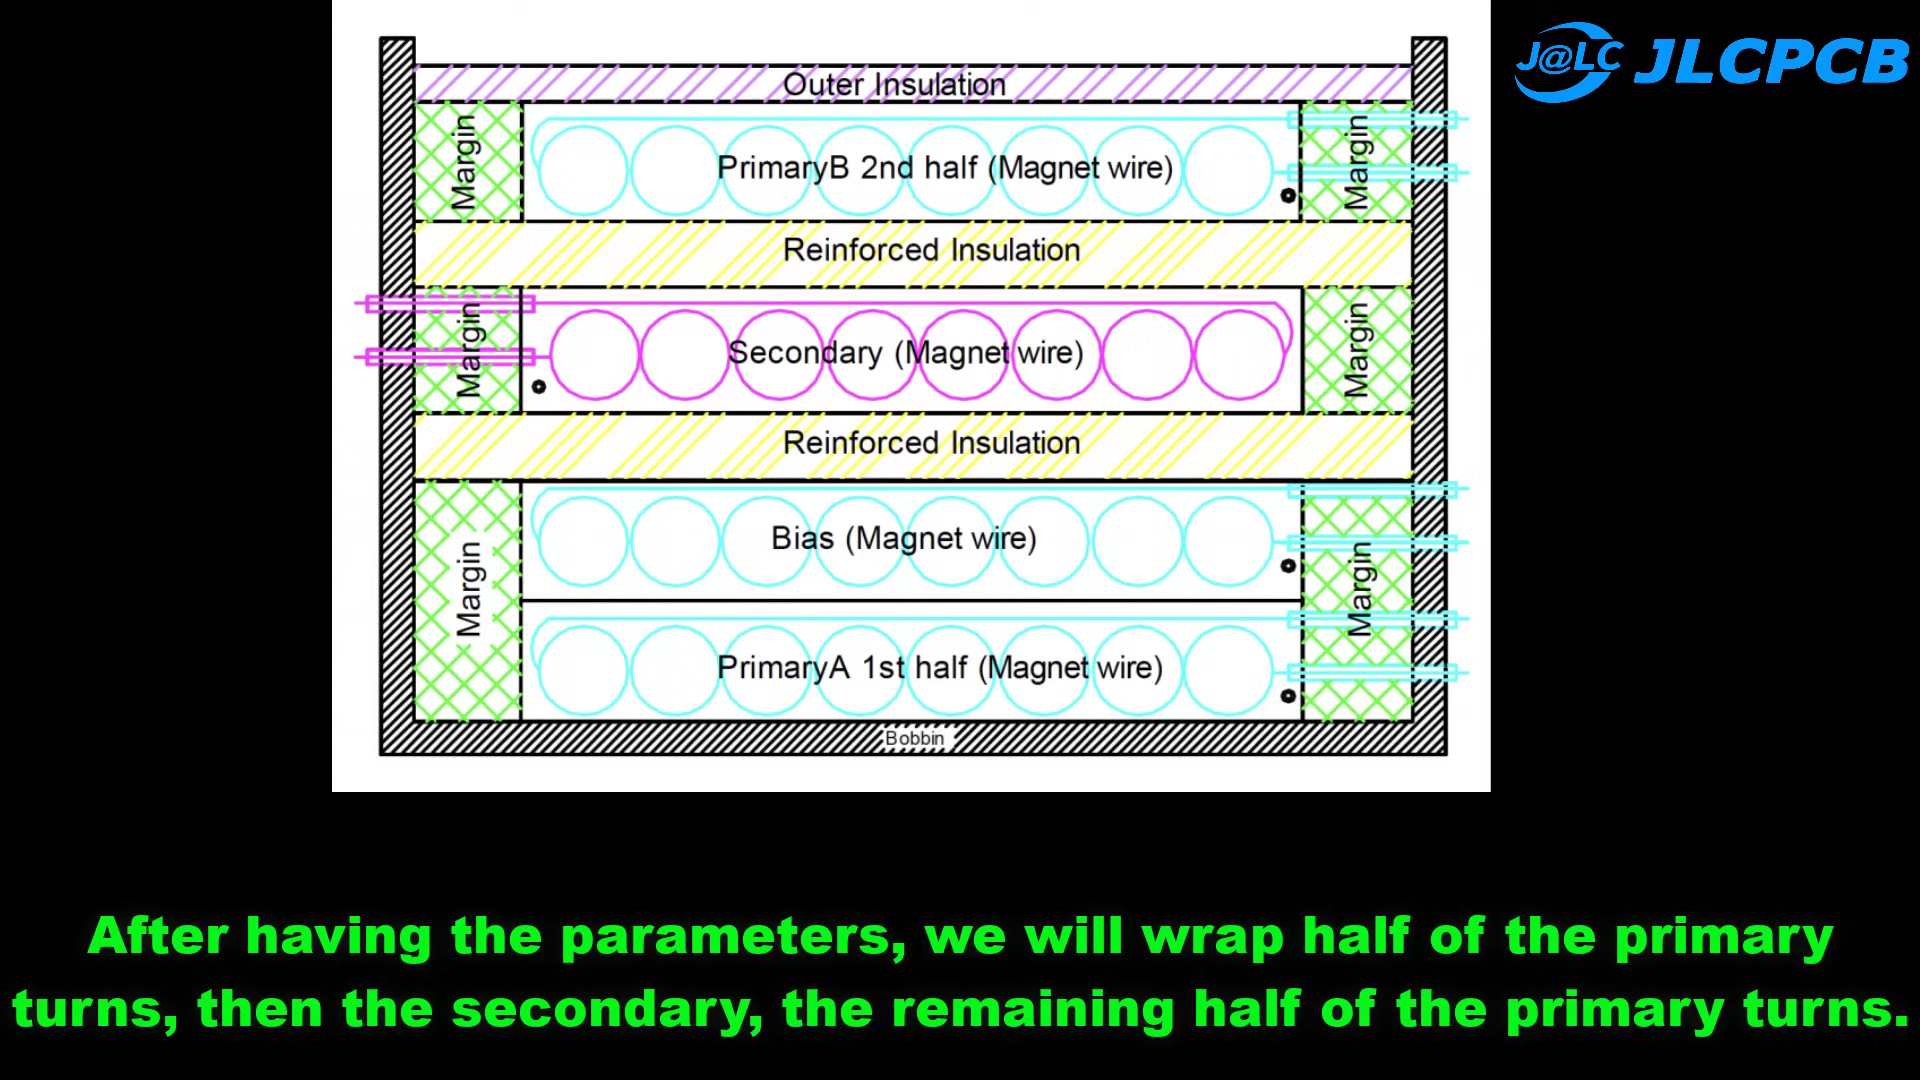 J@LC JLCPCB
Outer Insulation
Margin
PrimaryB 2nd half (Magnet wire)
Margin
Reinforced Insulation
Margin
Secondary (Magnet wire)
Margin
Reinforced Insulation
Margin
Bias (Magnet wire)
Margin
PrimaryA 1st half (Magnet wire)
Bobbin
After having the parameters, we will wrap half of the primary
turns, then the secondary, the remaining half of the primary turns.